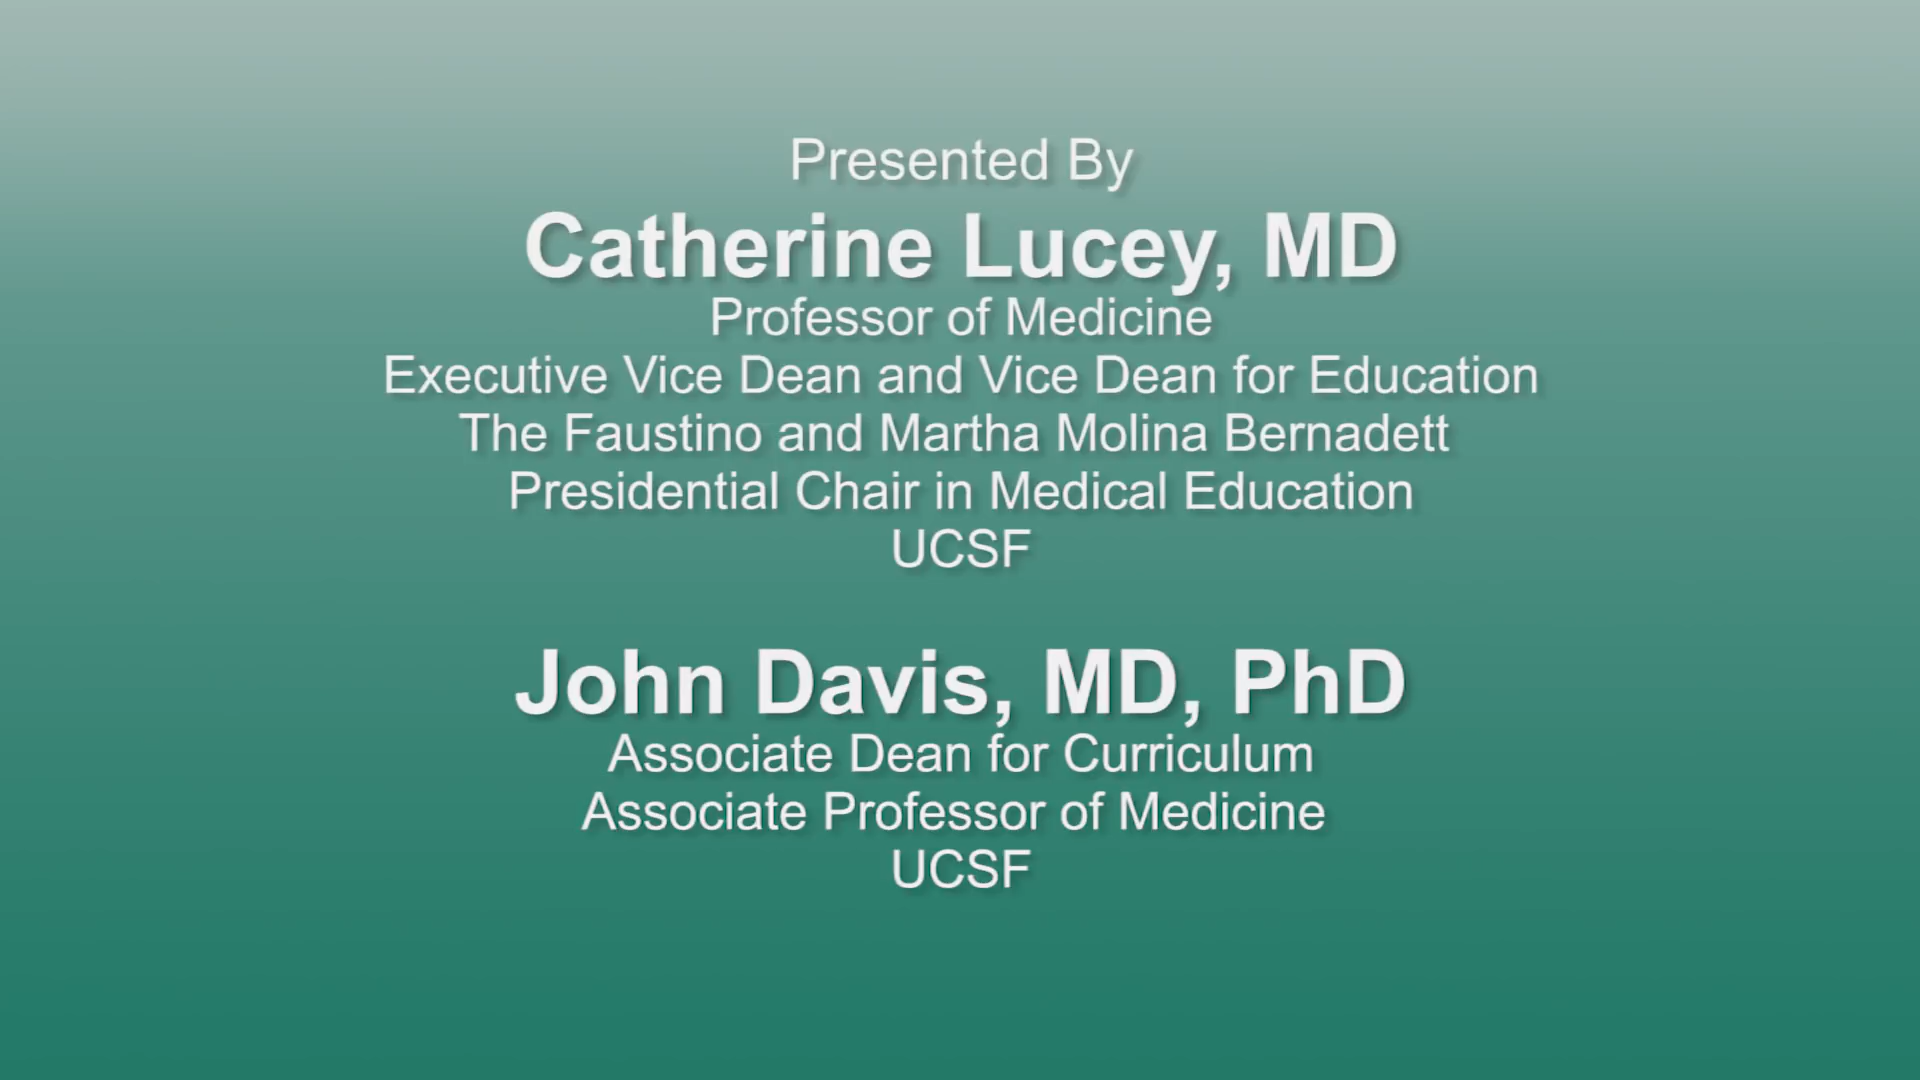 Presented By
Catherine Lucey, MD
Professor of Medicine
Executive Vice Dean and Vice Dean for Education
The Faustino and Martha Molina Bernadett
Presidential Chair in Medical Education
UCSF
John Davis, MD, PhD
Associate Dean for Curriculum
Associate Professor of Medicine
UCSF